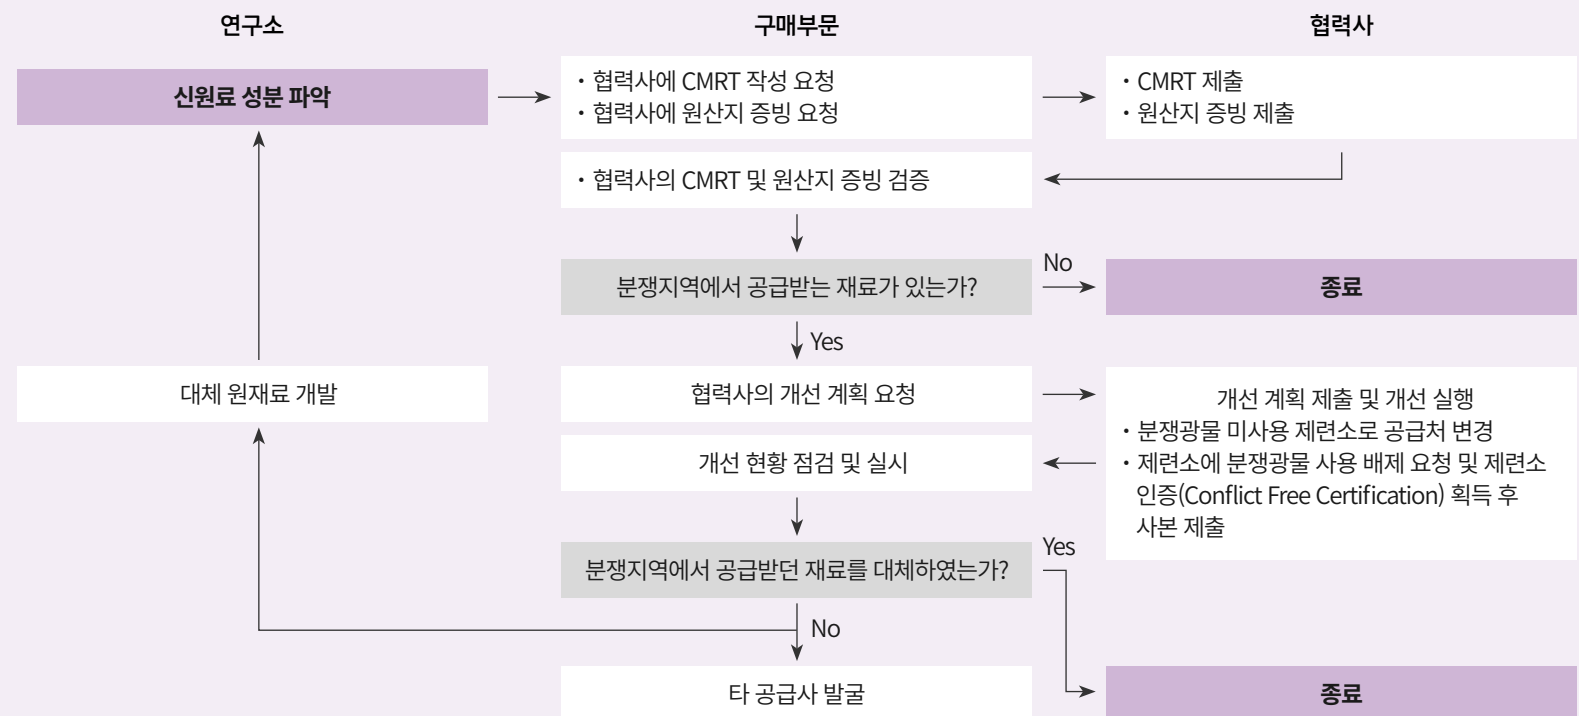 연구소
구매부문
협력사
신원료 성분 파악
・협력사에 CMRT 작성 요청
・협력사에 원산지 증빙 요청
・CMRT 제출
・원산지 증빙 제출
・협력사의 CMRT 및 원산지 증빙 검증
분쟁지역에서 공급받는 재료가 있는가?
No
종료
Yes
대체 원재료 개발
협력사의 개선 계획 요청
개선 계획 제출 및 개선 실행
・분쟁광물 미사용 제련소로 공급처 변경
・제련소에 분쟁광물 사용 배제 요청 및 제련소
인증(Conflict Free Certification) 획득 후
사본 제출
개선 현황 점검 및 실시
분쟁지역에서 공급받던 재료를 대체하였는가?
Yes
No
타 공급사 발굴
종료